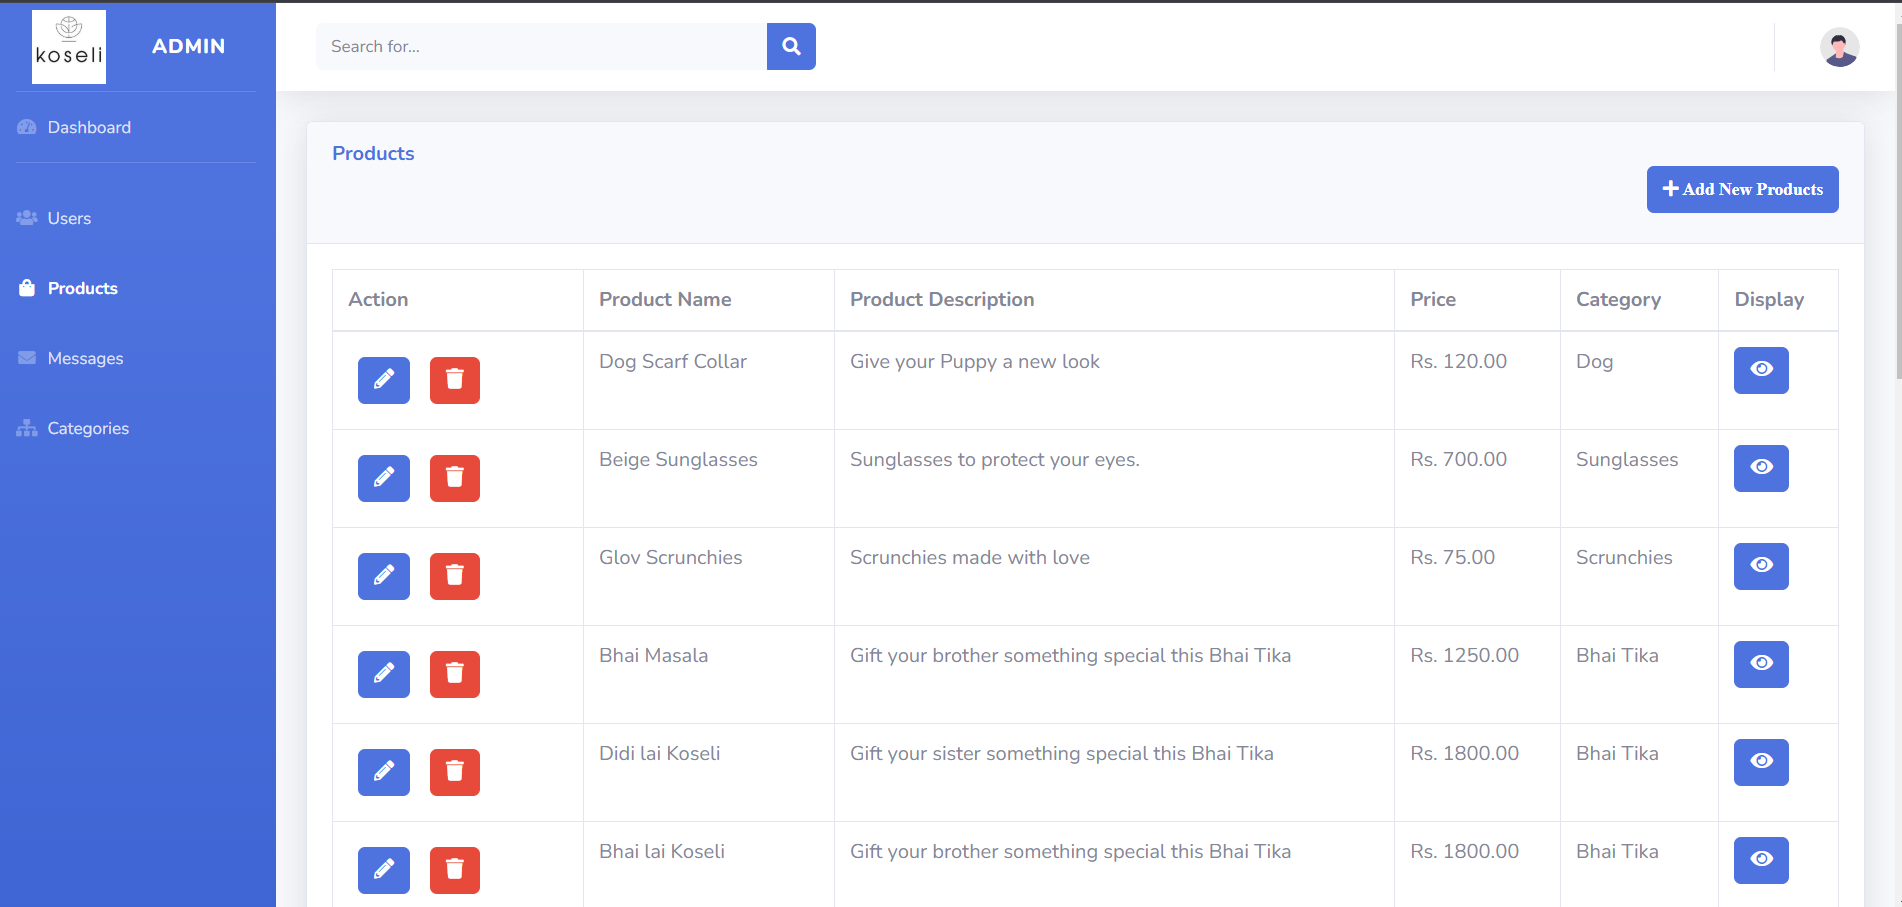 koseli
ADMIN
Search for...
Dashboard
Users
Products
Messages
Categories
Products
Add New Products
Action Product Name Product Description Price Category Display
Dog Scarf Collar Give your Puppy a new look Rs. 120.00 Dog
Beige Sunglasses Sunglasses to protect your eyes. Rs. 700.00 Sunglasses
Glov Scrunchies Scrunchies made with love Rs. 75.00 Scrunchies
Bhai Masala Gift your brother something special this Bhai Tika Rs. 1250.00 Bhai Tika
Didi lai Koseli Gift your sister something special this Bhai Tika Rs. 1800.00 Bhai Tika
Bhai lai Koseli Gift your brother something special this Bhai Tika Rs. 1800.00 Bhai Tika